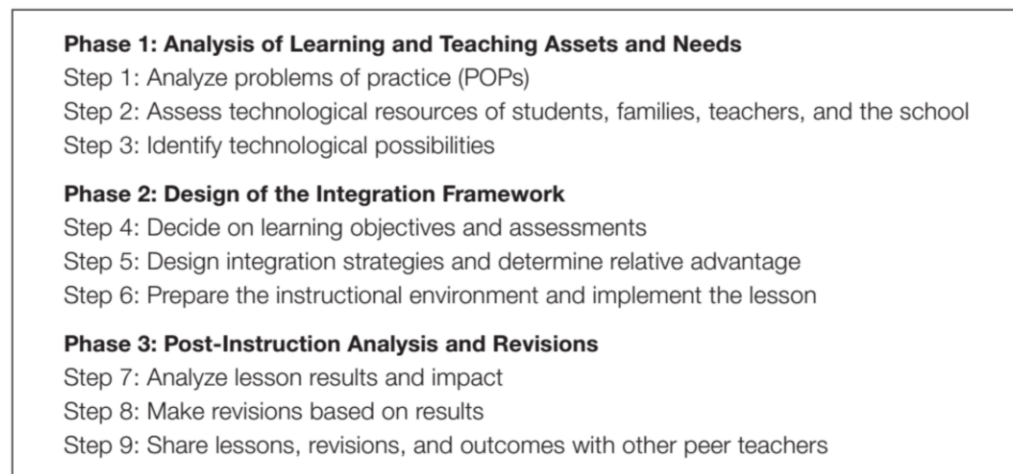 Phase 1: Analysis of Learning and Teaching Assets and Needs
Step 1: Analyze problems of practice (POPs)
Step 2: Assess technological resources of students, families, teachers, and the school
Step 3: Identify technological possibilities
Phase 2: Design of the Integration Framework
Step 4: Decide on learning objectives and assessments
Step 5: Design integration strategies and determine relative advantage
Step 6: Prepare the instructional environment and implement the lesson
Phase 3: Post-Instruction Analysis and Revisions
Step 7: Analyze lesson results and impact
Step 8: Make revisions based on results
Step 9: Share lessons, revisions, and outcomes with other peer teachers